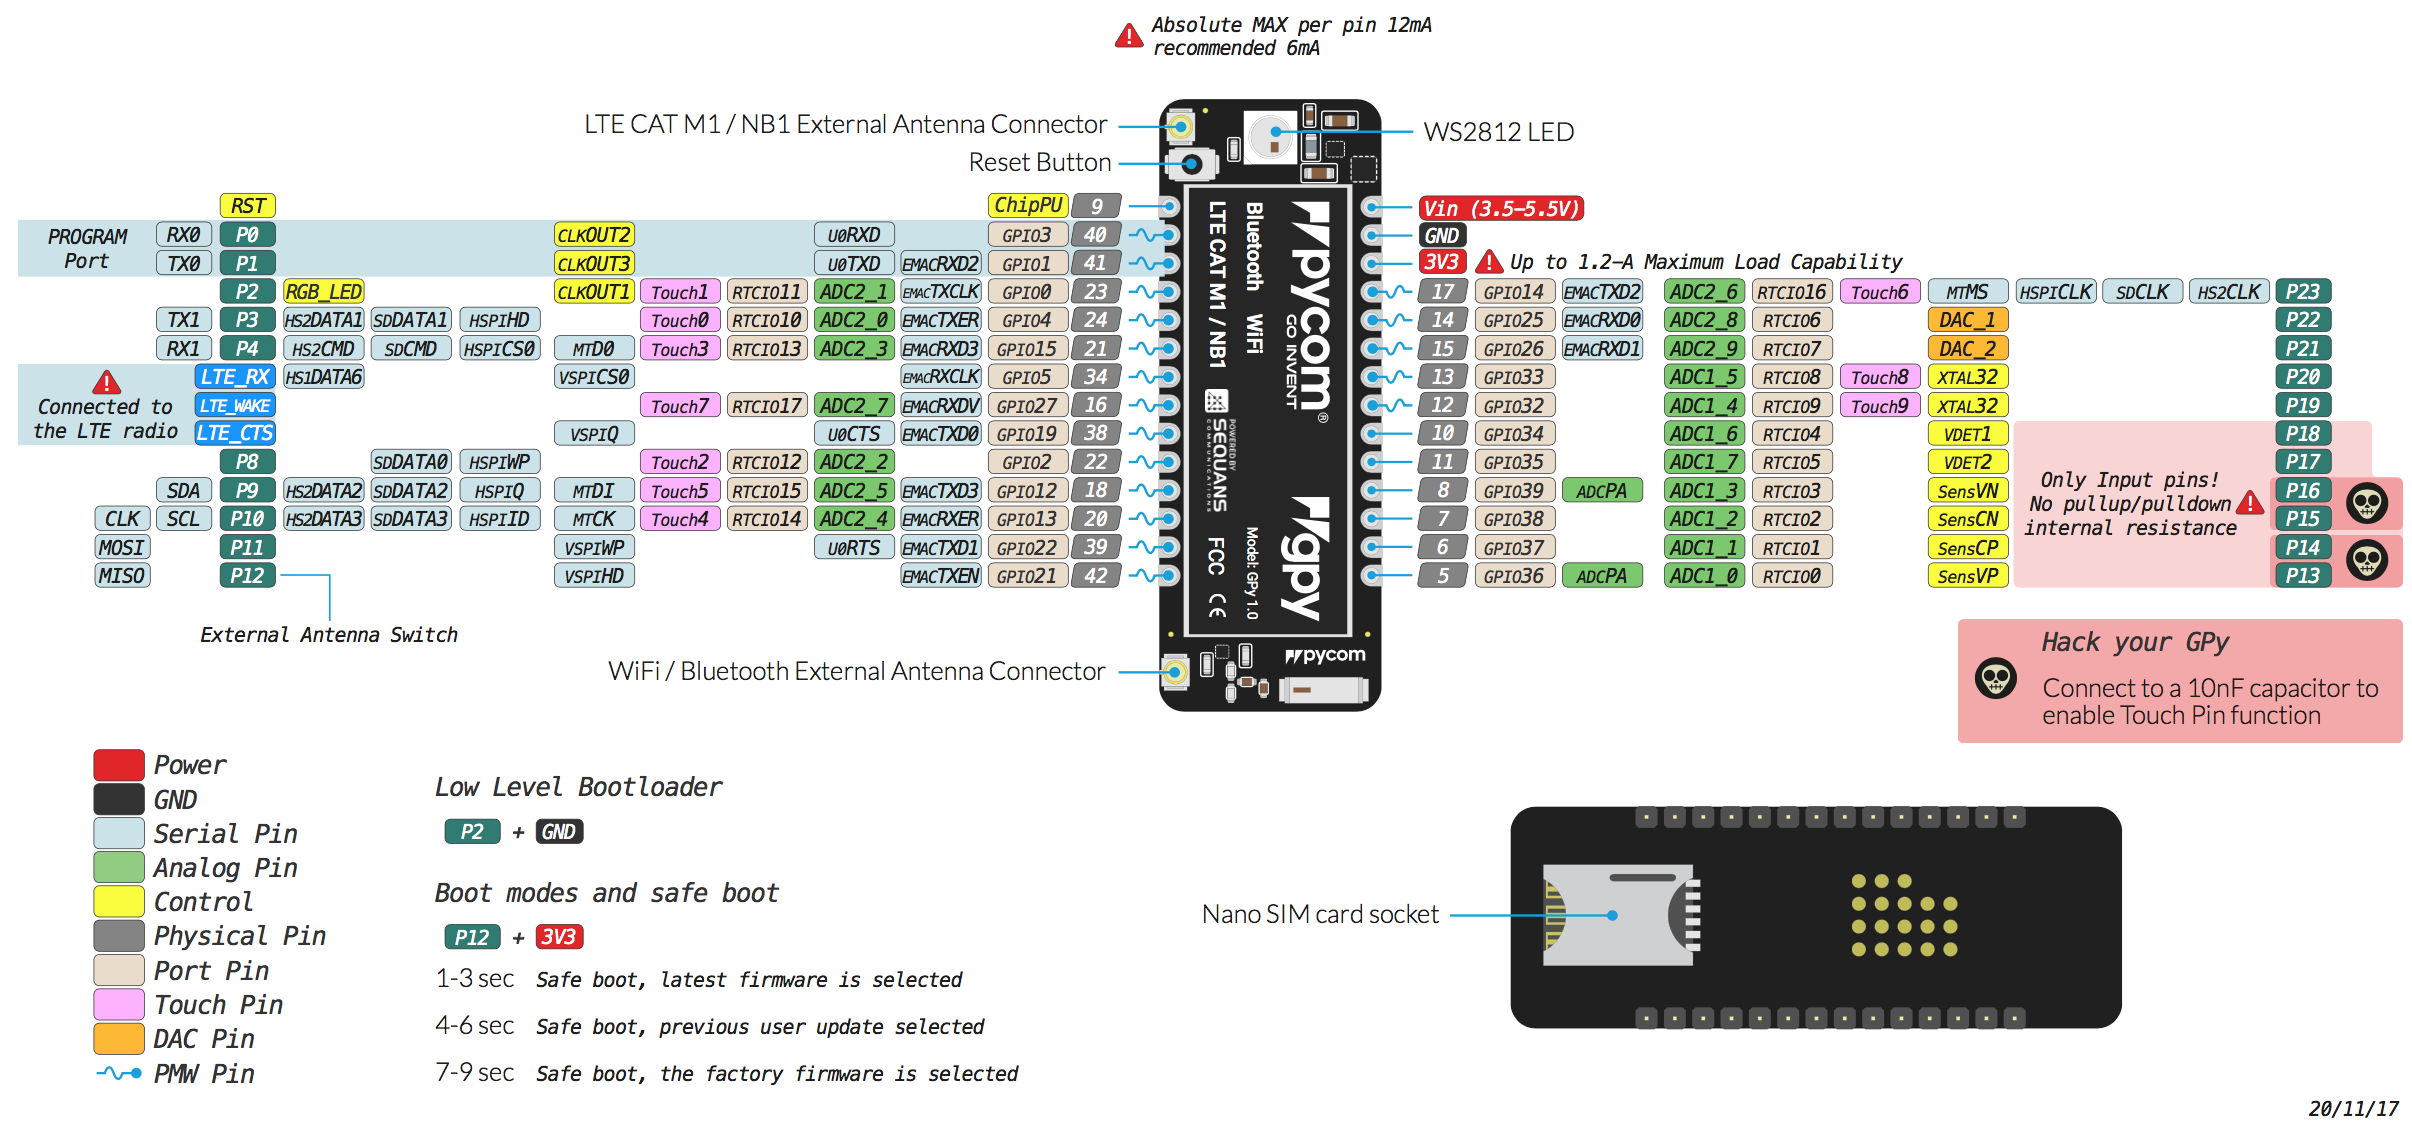 Absolute MAX per pin 12mA
recommended 6mA
LTE CAT M1 / NB1 External Antenna Connector
WS2812 LED
Reset Button
RST ChipPU 9 Vin (3.5–5.5V)
PROGRAM Port
RX0 P0 CLKOUT2 U0RXD GPIO3 40 GND
TX0 P1 CLKOUT3 U0TXD EMACRXD2 GPIO1 41 3V3 Up to 1.2–A Maximum Load Capability
P2 RGB_LED CLKOUT1 Touch1 RTCIO11 ADC2_1 EMACTXCLK GPIO0 23 17 GPIO14 EMACTXD2 ADC2_6 RTCIO16 Touch6 MTMS HSPICLK SDCLK HS2CLK P23
TX1 P3 HS2DATA1 SDDATA1 HSPIHD Touch0 RTCIO10 ADC2_0 EMACTXER GPIO4 24 14 GPIO25 EMACRXD0 ADC2_8 RTCIO6 DAC_1 P22
RX1 P4 HS2CMD SDCMD HSPICS0 MTD0 Touch3 RTCIO13 ADC2_3 EMACRXD3 GPIO15 21 15 GPIO26 EMACRXD1 ADC2_9 RTCIO7 DAC_2 P21
LTE_RX HS1DATA6 VSPICS0 EMACRXCLK GPIO5 34 13 GPIO33 ADC1_5 RTCIO8 Touch8 XTAL32 P20
Connected to
the LTE radio
LTE_WAKE Touch7 RTCIO17 ADC2_7 EMACRXDV GPIO27 16 12 GPIO32 ADC1_4 RTCIO9 Touch9 XTAL32 P19
LTE_CTS VSPIQ U0CTS EMACTXD0 GPIO19 38 10 GPIO34 ADC1_6 RTCIO4 VDET1 P18
P8 SDDATA0 HSPIWP Touch2 RTCIO12 ADC2_2 GPIO2 22 11 GPIO35 ADC1_7 RTCIO5 VDET2 P17
SDA P9 HS2DATA2 SDDATA2 HSPIQ MTDI Touch5 RTCIO15 ADC2_5 EMACTXD3 GPIO12 18 8 GPIO39 ADCPA ADC1_3 RTCIO3 SensVN P16
CLK SCL P10 HS2DATA3 SDDATA3 HSPIID MTCK Touch4 RTCIO14 ADC2_4 EMACRXER GPIO13 20 7 GPIO38 ADC1_2 RTCIO2 SensCN P15
MOSI P11 VSPIWP U0RTS EMACTXD1 GPIO22 39 6 GPIO37 ADC1_1 RTCIO1 SensCP P14
MISO P12 VSPIHD EMACTXEN GPIO21 42 5 GPIO36 ADCPA ADC1_0 RTCIO0 SensVP P13
Only Input pins!
No pullup/pulldown
internal resistance
LTE CAT M1 / NB1
Bluetooth WiFi
pycom®
GO INVENT
POWERED BY
SEQUANS
COMMUNICATIONS
FCC CE
Model: GPy 1.0
gpy
pycom
External Antenna Switch
WiFi / Bluetooth External Antenna Connector
Hack your GPy
Connect to a 10nF capacitor to
enable Touch Pin function
Power
GND
Serial Pin
Analog Pin
Control
Physical Pin
Port Pin
Touch Pin
DAC Pin
PMW Pin
Low Level Bootloader
P2 + GND
Boot modes and safe boot
P12 + 3V3
1-3 sec Safe boot, latest firmware is selected
4-6 sec Safe boot, previous user update selected
7-9 sec Safe boot, the factory firmware is selected
Nano SIM card socket
20/11/17